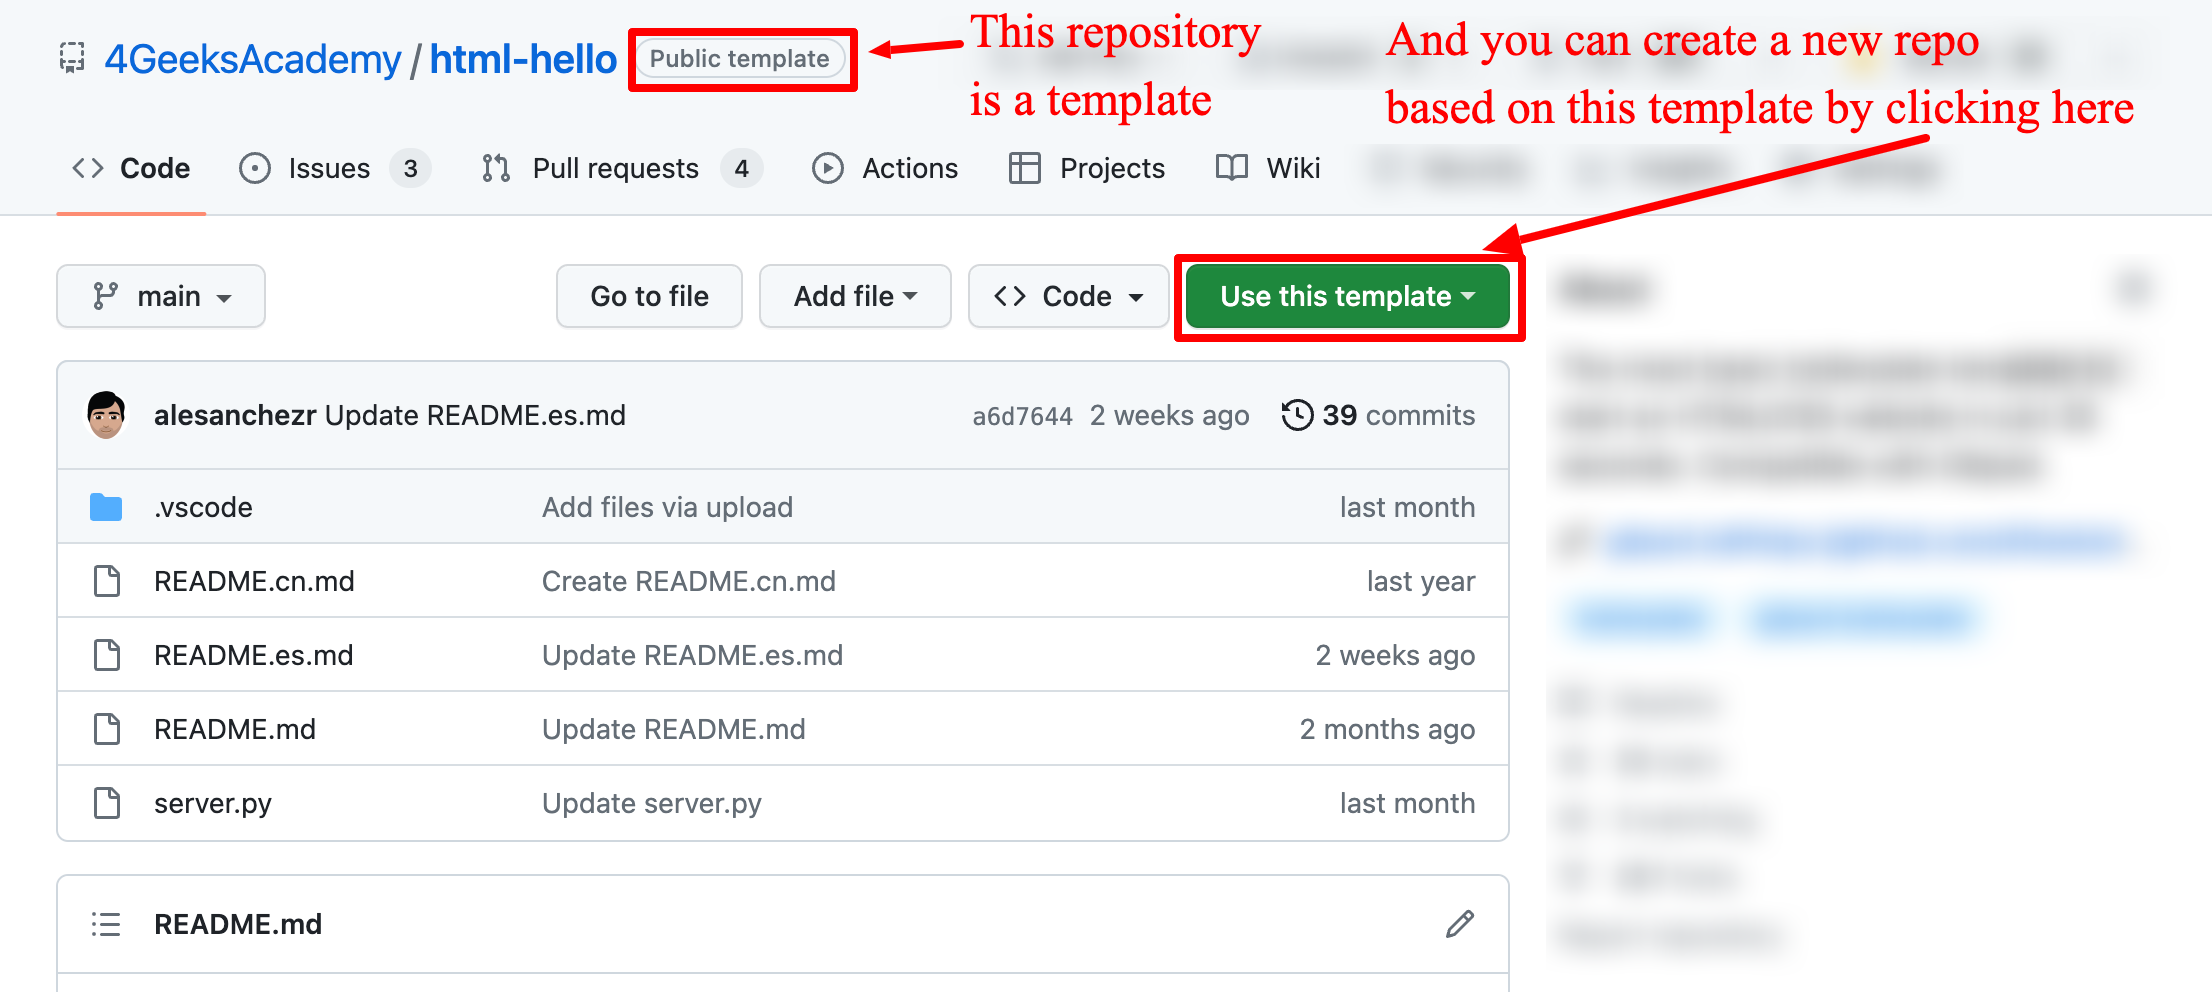 4GeeksAcademy / html-hello Public template
This repository
is a template
And you can create a new repo
based on this template by clicking here
Code Issues 3 Pull requests 4 Actions Projects Wiki
main Go to file Add file <> Code Use this template
alesanchezr Update README.es.md a6d7644 2 weeks ago 39 commits
.vscode Add files via upload last month
README.cn.md Create README.cn.md last year
README.es.md Update README.es.md 2 weeks ago
README.md Update README.md 2 months ago
server.py Update server.py last month
README.md